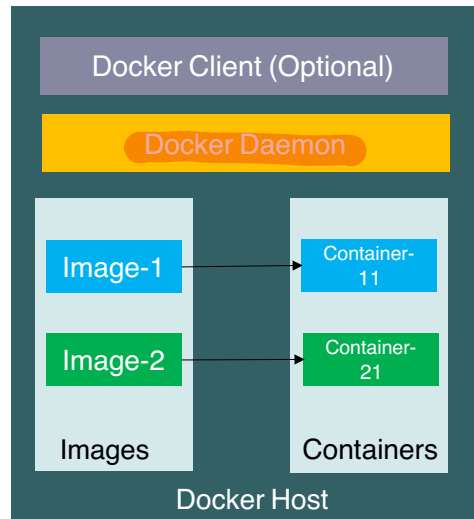 Docker Client (Optional)
Docker Daemon
Image-1
Container-
11
Image-2
Container-
21
Images
Containers
Docker Host